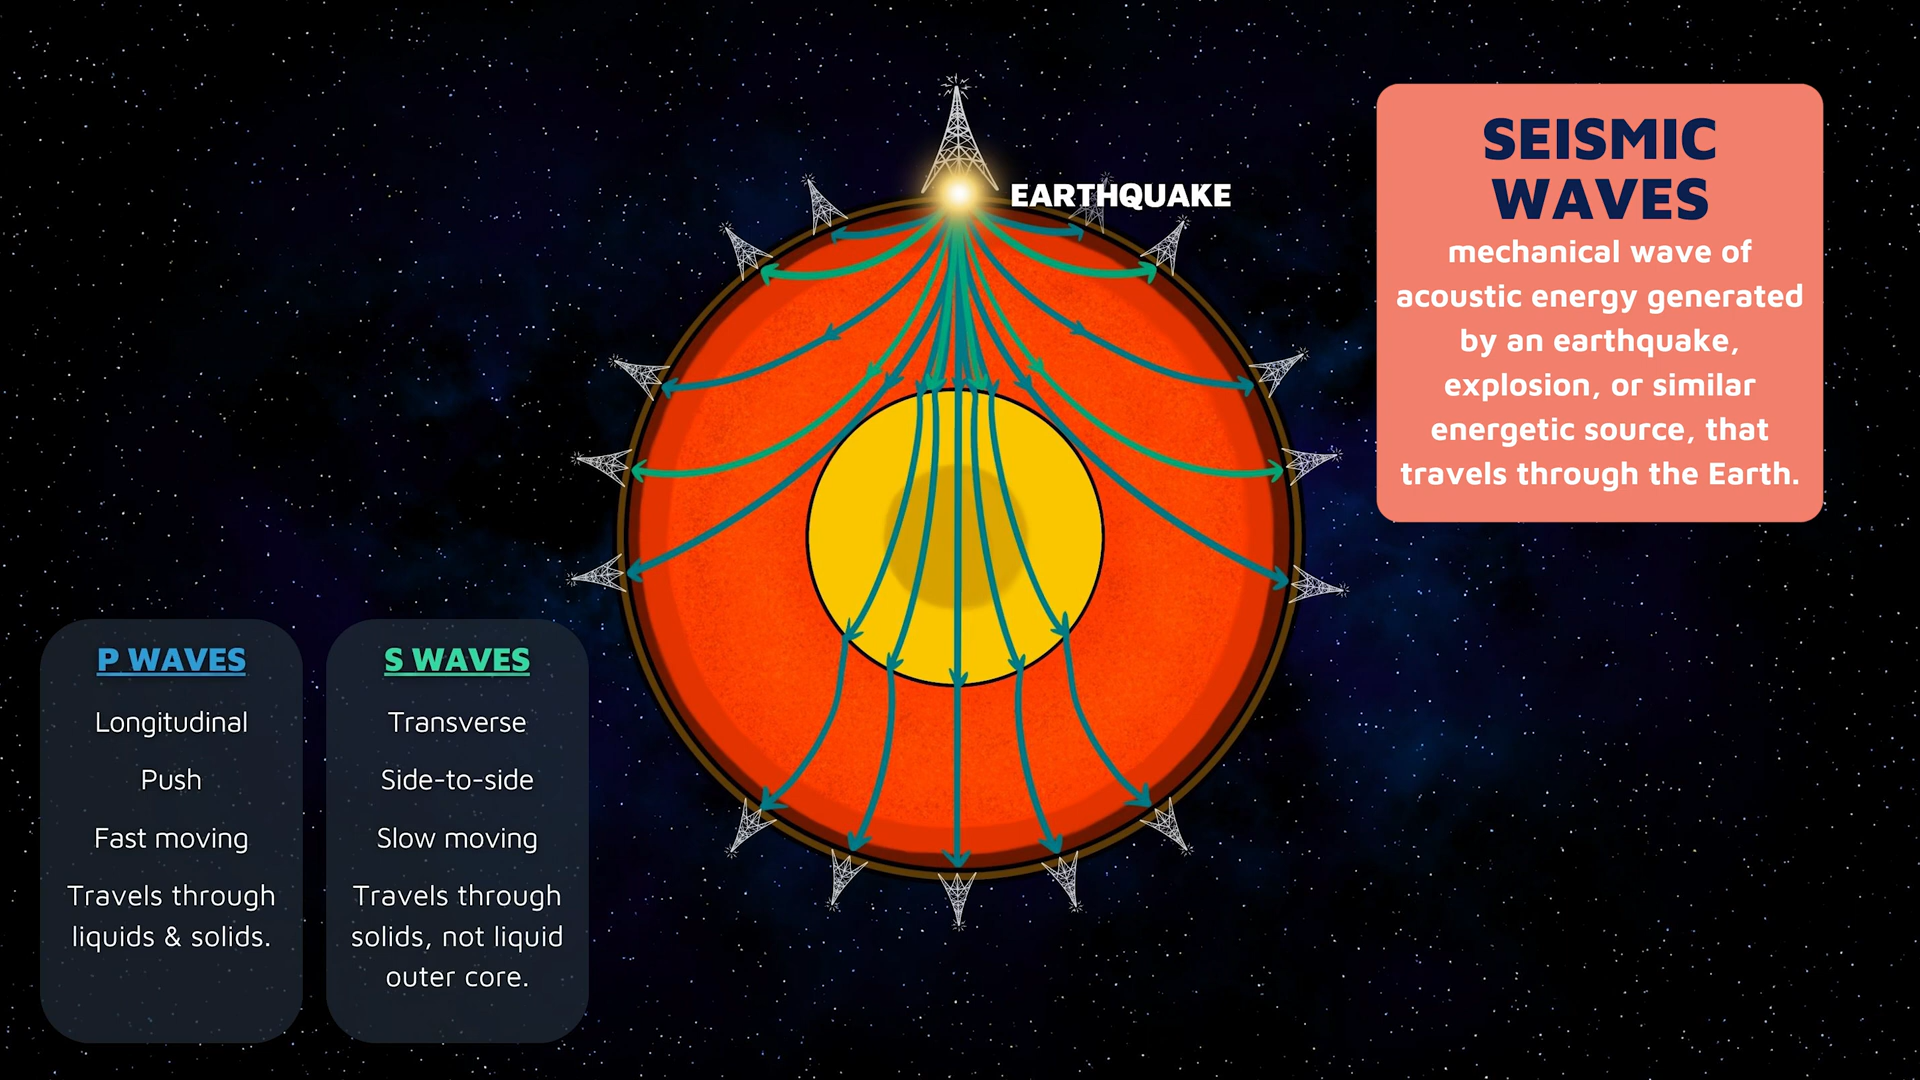 EARTHQUAKE
SEISMIC
WAVES
mechanical wave of
acoustic energy generated
by an earthquake,
explosion, or similar
energetic source, that
travels through the Earth.
P WAVES
Longitudinal
Push
Fast moving
Travels through
liquids & solids.
S WAVES
Transverse
Side-to-side
Slow moving
Travels through
solids, not liquid
outer core.